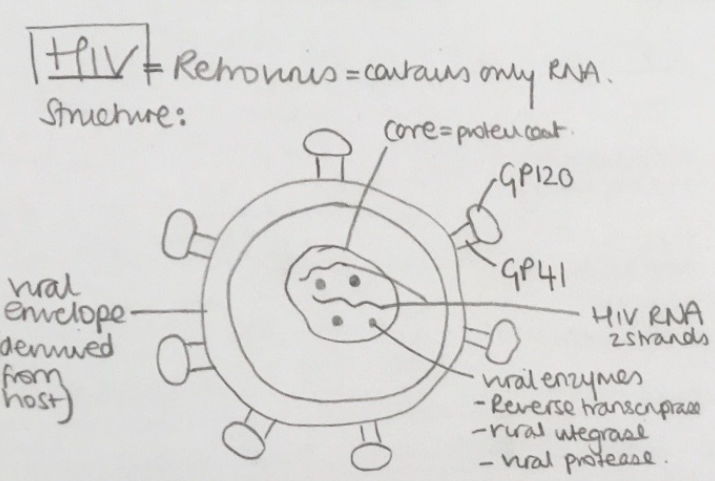 HIV = Retrovirus = contains only RNA.
Structure:
core = protein coat.
GP120
GP41
viral
envelope
derived
from
host)
HIV RNA
2 strands
viral enzymes
- Reverse transcriptase
- viral integrase
- viral protease.